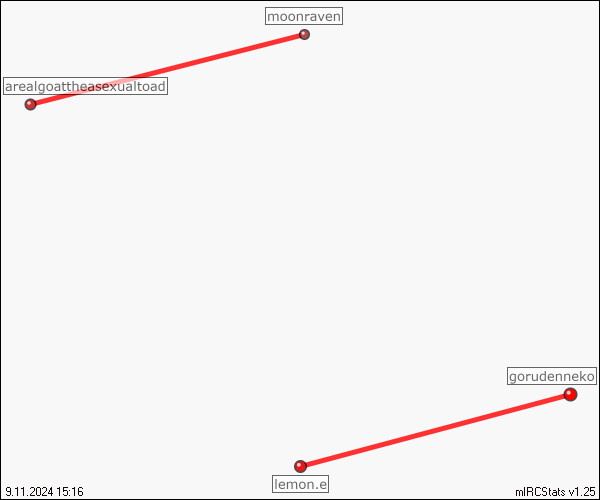 moonraven
arealgoattheasexualtoad
gorudenneko
lemon.e
9.11.2024 15:16
mIRCStats v1.25